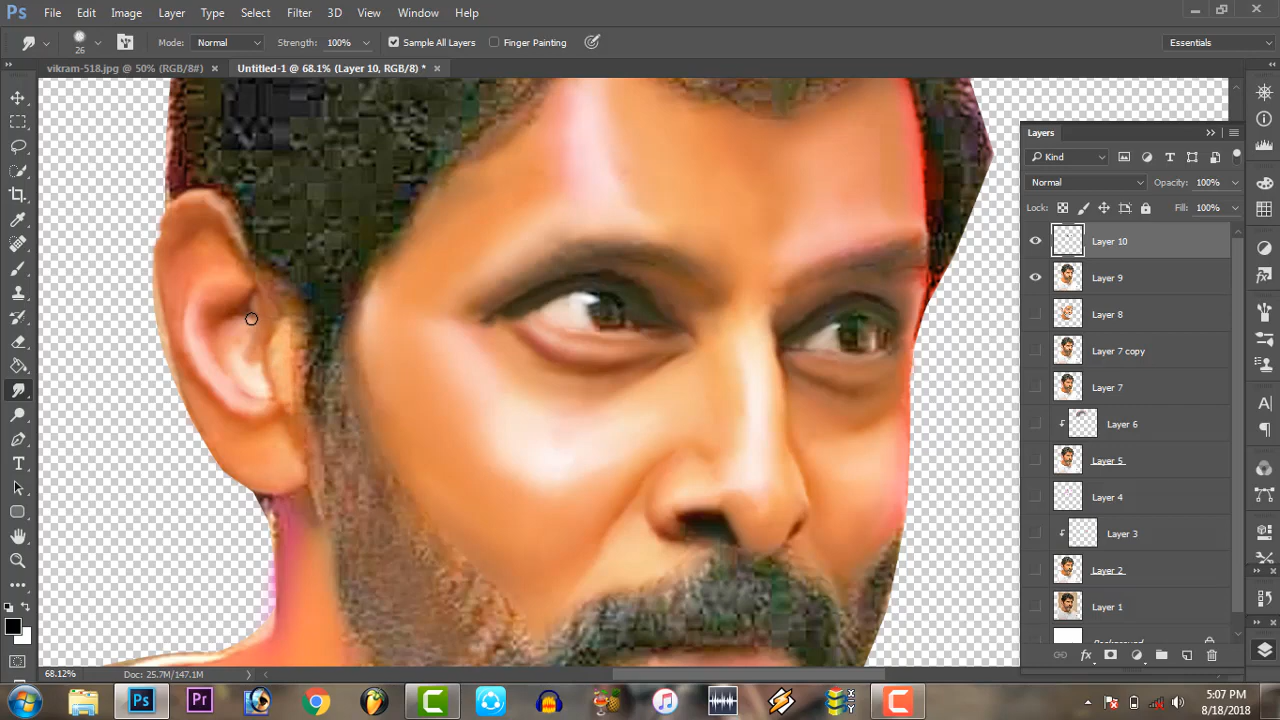 Ps File Edit Image Layer Type Select Filter 3D View Window Help
26 Mode: Normal Strength: 100% Sample All Layers Finger Painting Essentials
vikram-518.jpg @ 50% (RGB/8#) × Untitled-1 @ 68.1% (Layer 10, RGB/8) * ×
Layers
Kind
Normal Opacity: 100%
Lock: Fill: 100%
Layer 10
Layer 9
Layer 8
Layer 7 copy
Layer 7
Layer 6
Layer 5
Layer 4
Layer 3
Layer 2
Layer 1
Background
68.12% Doc: 25.7M/147.1M
Ps Pr
5:07 PM
8/18/2018